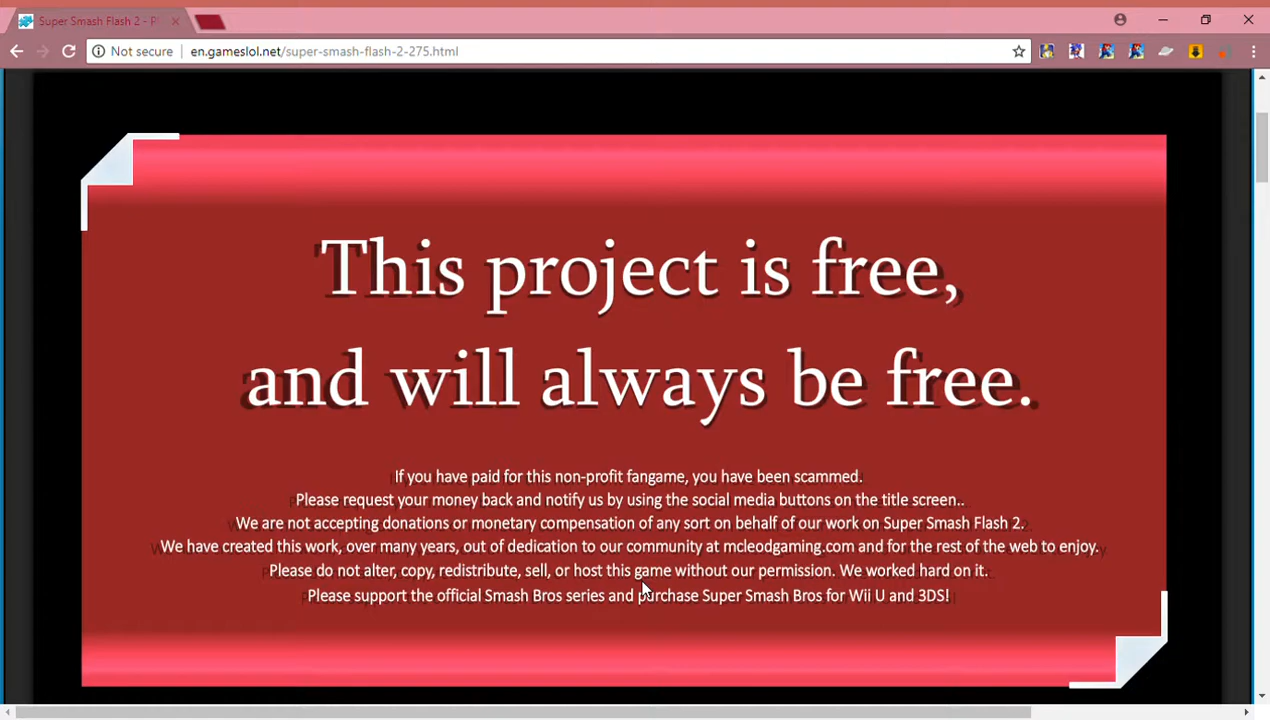 Super Smash Flash 2 - P
Not secure
en.gameslol.net/super-smash-flash-2-275.html
This project is free,
and will always be free.
If you have paid for this non-profit fangame, you have been scammed.
Please request your money back and notify us by using the social media buttons on the title screen..
We are not accepting donations or monetary compensation of any sort on behalf of our work on Super Smash Flash 2.
We have created this work, over many years, out of dedication to our community at mcleodgaming.com and for the rest of the web to enjoy.
Please do not alter, copy, redistribute, sell, or host this game without our permission. We worked hard on it.
Please support the official Smash Bros series and purchase Super Smash Bros for Wii U and 3DS!